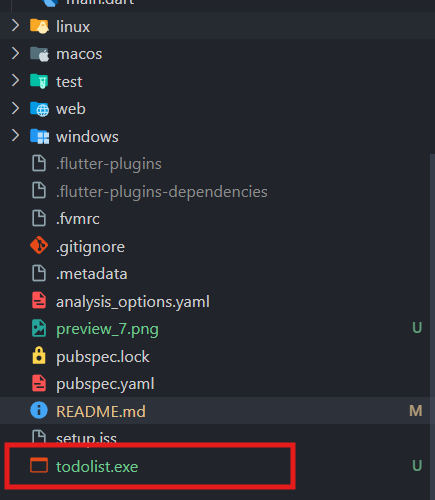 main.dart
linux
macos
test
web
windows
.flutter-plugins
.flutter-plugins-dependencies
.fvmrc
.gitignore
.metadata
analysis_options.yaml
preview_7.png U
pubspec.lock
pubspec.yaml
README.md M
setup.iss
todolist.exe U